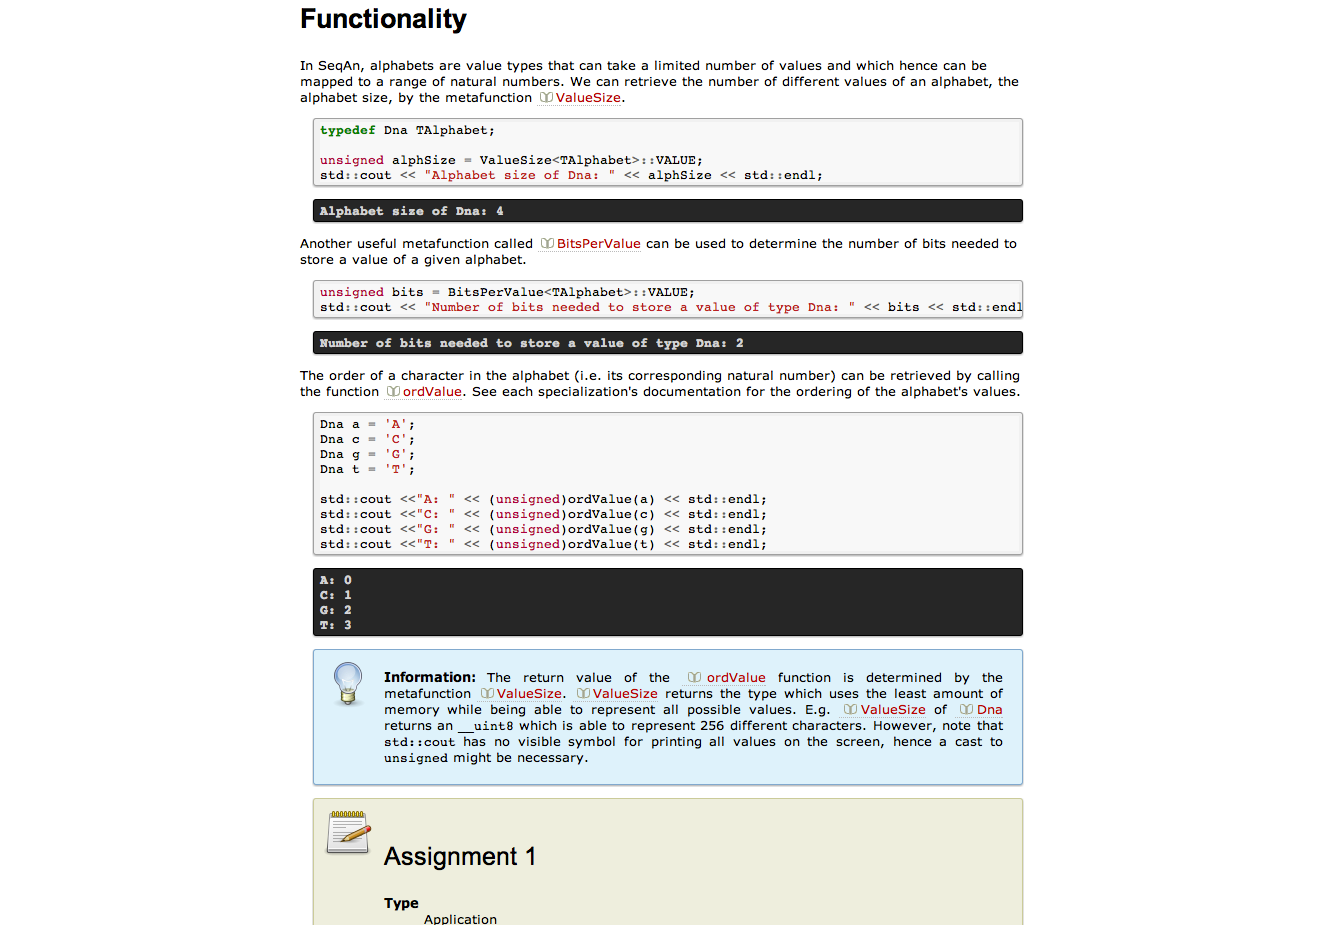 Functionality
In SeqAn, alphabets are value types that can take a limited number of values and which hence can be
mapped to a range of natural numbers. We can retrieve the number of different values of an alphabet, the
alphabet size, by the metafunction ValueSize.
typedef Dna TAlphabet;
unsigned alphSize = ValueSize<TAlphabet>::VALUE;
std::cout << "Alphabet size of Dna: " << alphSize << std::endl;
Alphabet size of Dna: 4
Another useful metafunction called BitsPerValue can be used to determine the number of bits needed to
store a value of a given alphabet.
unsigned bits = BitsPerValue<TAlphabet>::VALUE;
std::cout << "Number of bits needed to store a value of type Dna: " << bits << std::endl
Number of bits needed to store a value of type Dna: 2
The order of a character in the alphabet (i.e. its corresponding natural number) can be retrieved by calling
the function ordValue. See each specialization's documentation for the ordering of the alphabet's values.
Dna a = 'A';
Dna c = 'C';
Dna g = 'G';
Dna t = 'T';
std::cout <<"A: " << (unsigned)ordValue(a) << std::endl;
std::cout <<"C: " << (unsigned)ordValue(c) << std::endl;
std::cout <<"G: " << (unsigned)ordValue(g) << std::endl;
std::cout <<"T: " << (unsigned)ordValue(t) << std::endl;
A: 0
C: 1
G: 2
T: 3
Information: The return value of the ordValue function is determined by the
metafunction ValueSize. ValueSize returns the type which uses the least amount of
memory while being able to represent all possible values. E.g. ValueSize of Dna
returns an __uint8 which is able to represent 256 different characters. However, note that
std::cout has no visible symbol for printing all values on the screen, hence a cast to
unsigned might be necessary.
Assignment 1
Type
Application